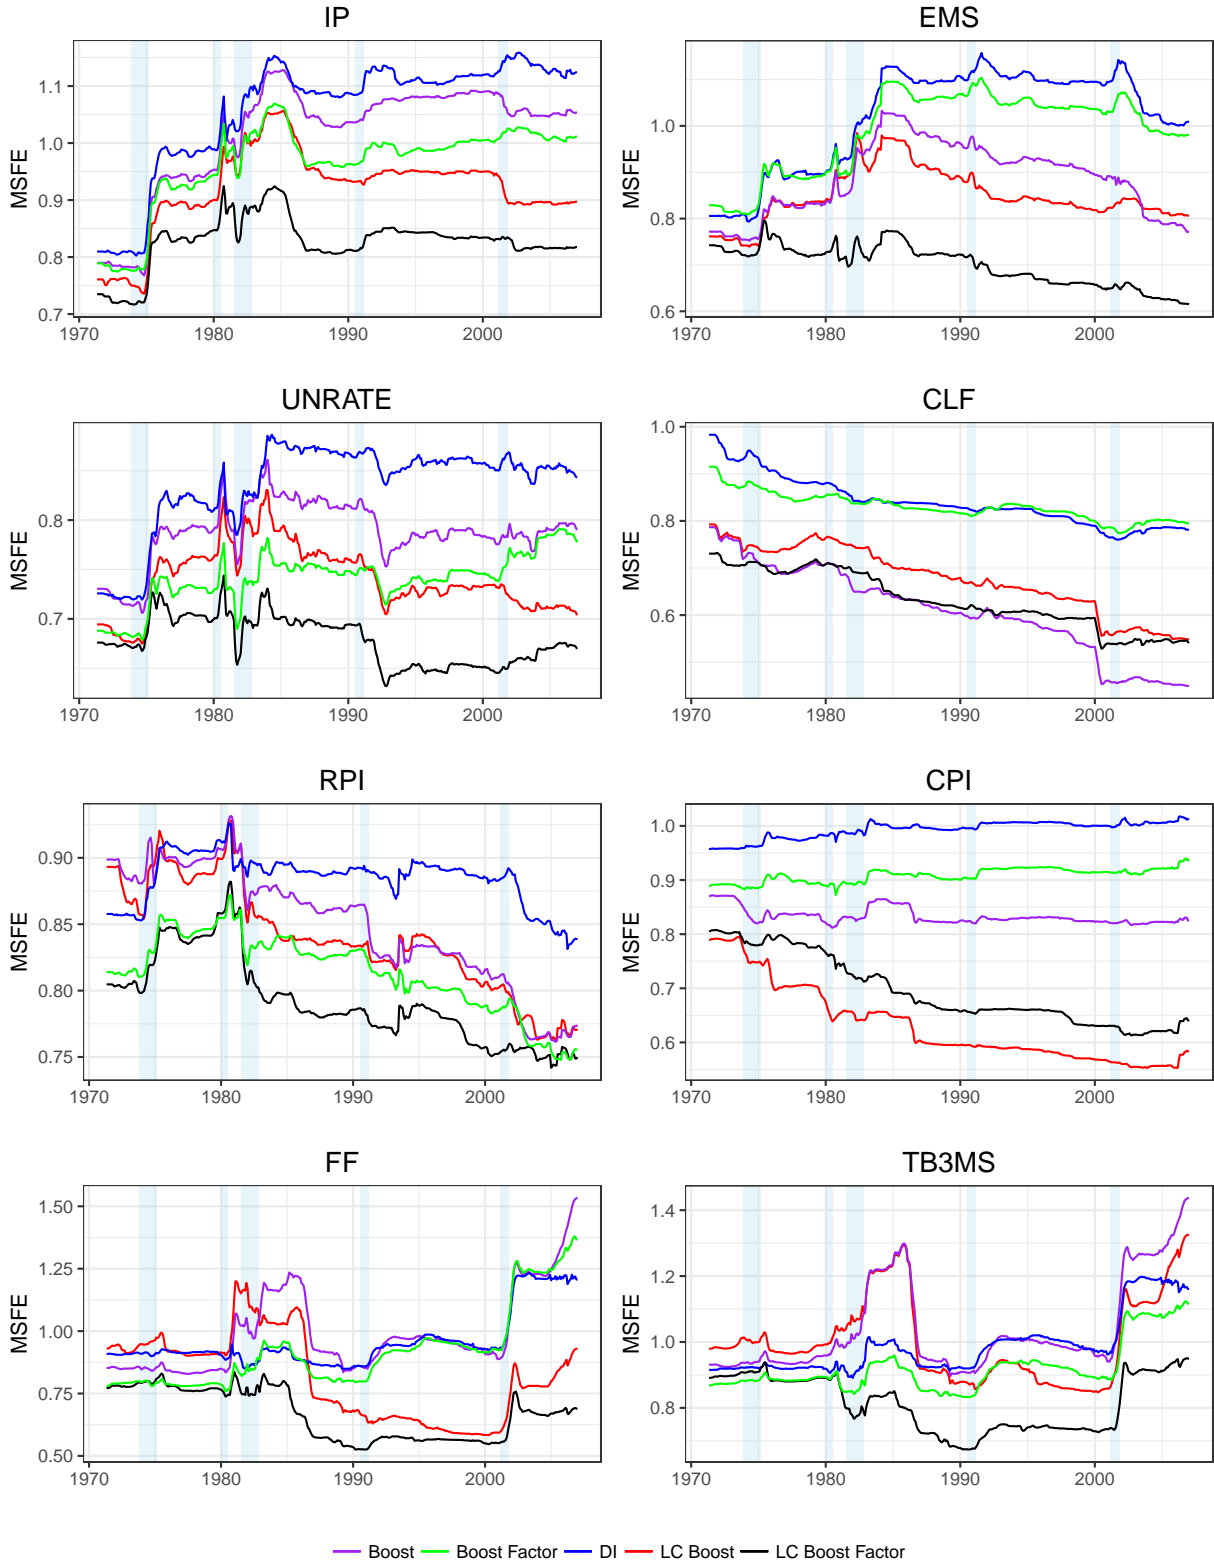 IP
MSFE
1.1
1.0
0.9
0.8
0.7
1970 1980 1990 2000
EMS
MSFE
1.0
0.8
0.6
1970 1980 1990 2000
UNRATE
MSFE
0.8
0.7
1970 1980 1990 2000
CLF
MSFE
1.0
0.8
0.6
1970 1980 1990 2000
RPI
MSFE
0.90
0.85
0.80
0.75
1970 1980 1990 2000
CPI
MSFE
1.0
0.9
0.8
0.7
0.6
1970 1980 1990 2000
FF
MSFE
1.50
1.25
1.00
0.75
0.50
1970 1980 1990 2000
TB3MS
MSFE
1.4
1.2
1.0
0.8
1970 1980 1990 2000
Boost Boost Factor DI LC Boost LC Boost Factor